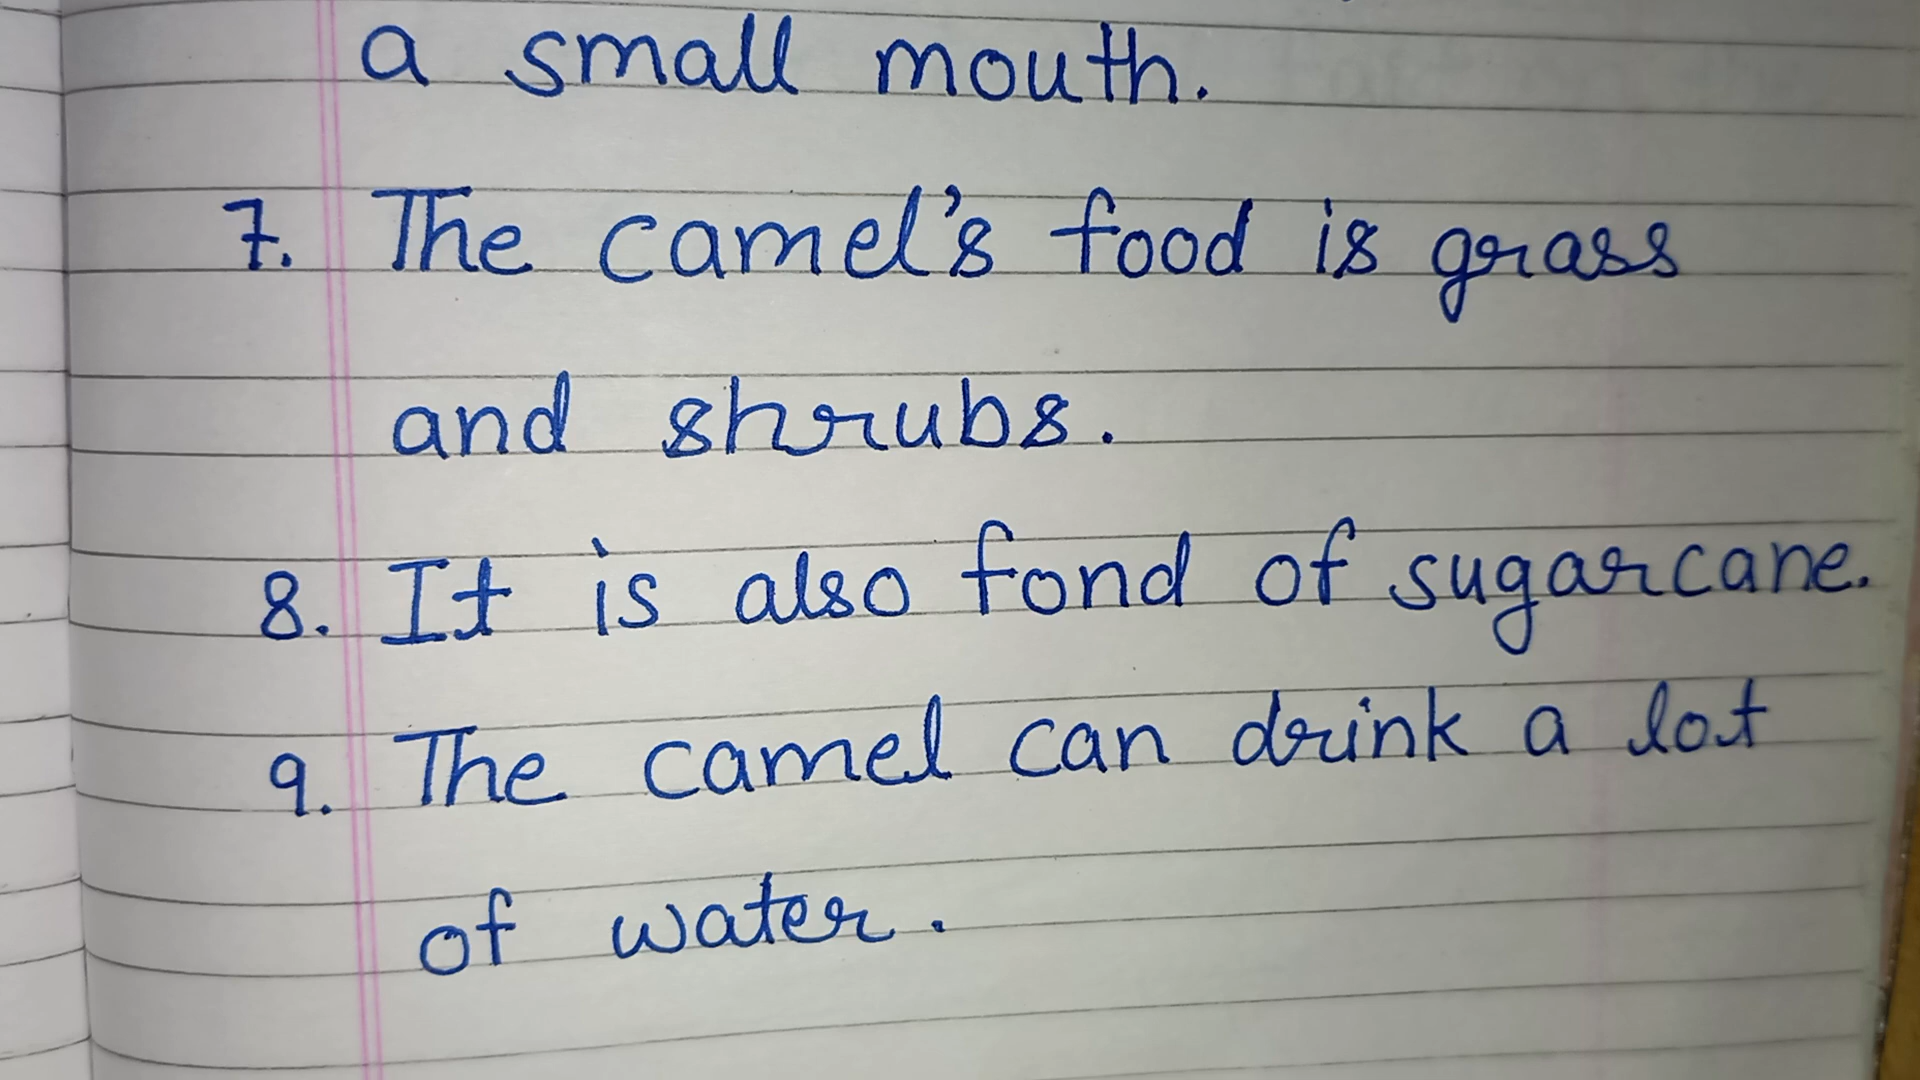 a small mouth.
7. The camel's food is grass
and shrubs.
8. It is also fond of sugarcane.
9. The camel can drink a lot
of water.